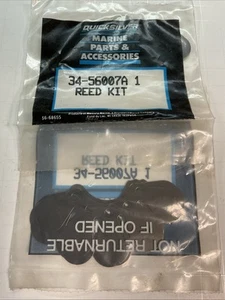 QUICKSILVER
MARINE
PARTS &
ACCESSORIES
34-56007A 1
REED KIT
REED KIT
34-56007A 1
NOT RETURNABLE
IF OPENED